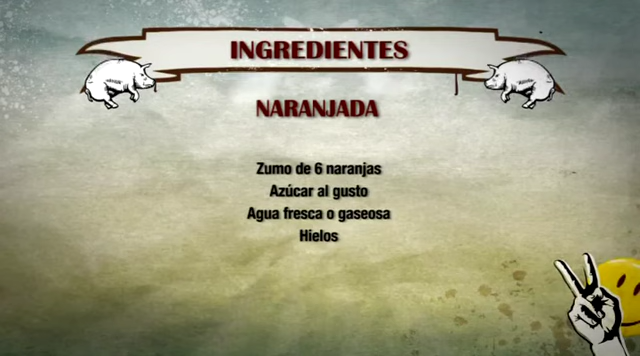 INGREDIENTES
NARANJADA
Zumo de 6 naranjas
Azúcar al gusto
Agua fresca o gaseosa
Hielos